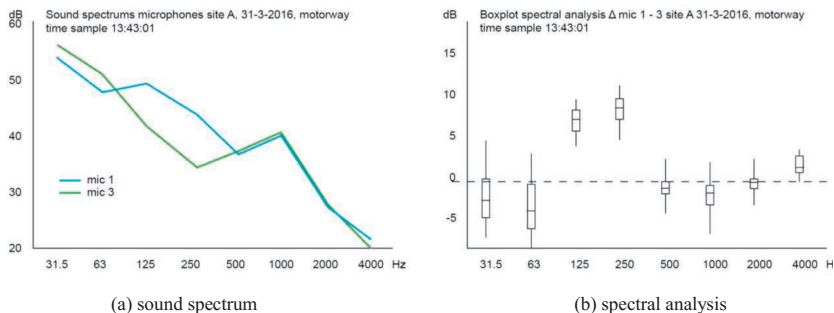 dB
Sound spectrums microphones site A, 31-3-2016, motorway
time sample 13:43:01
60
50
40
30
20
mic 1
mic 3
31.5 63 125 250 500 1000 2000 4000 Hz
(a) sound spectrum
dB
Boxplot spectral analysis Δ mic 1 - 3 site A 31-3-2016, motorway
time sample 13:43:01
15
10
5
0
-5
31.5 63 125 250 500 1000 2000 4000 Hz
(b) spectral analysis